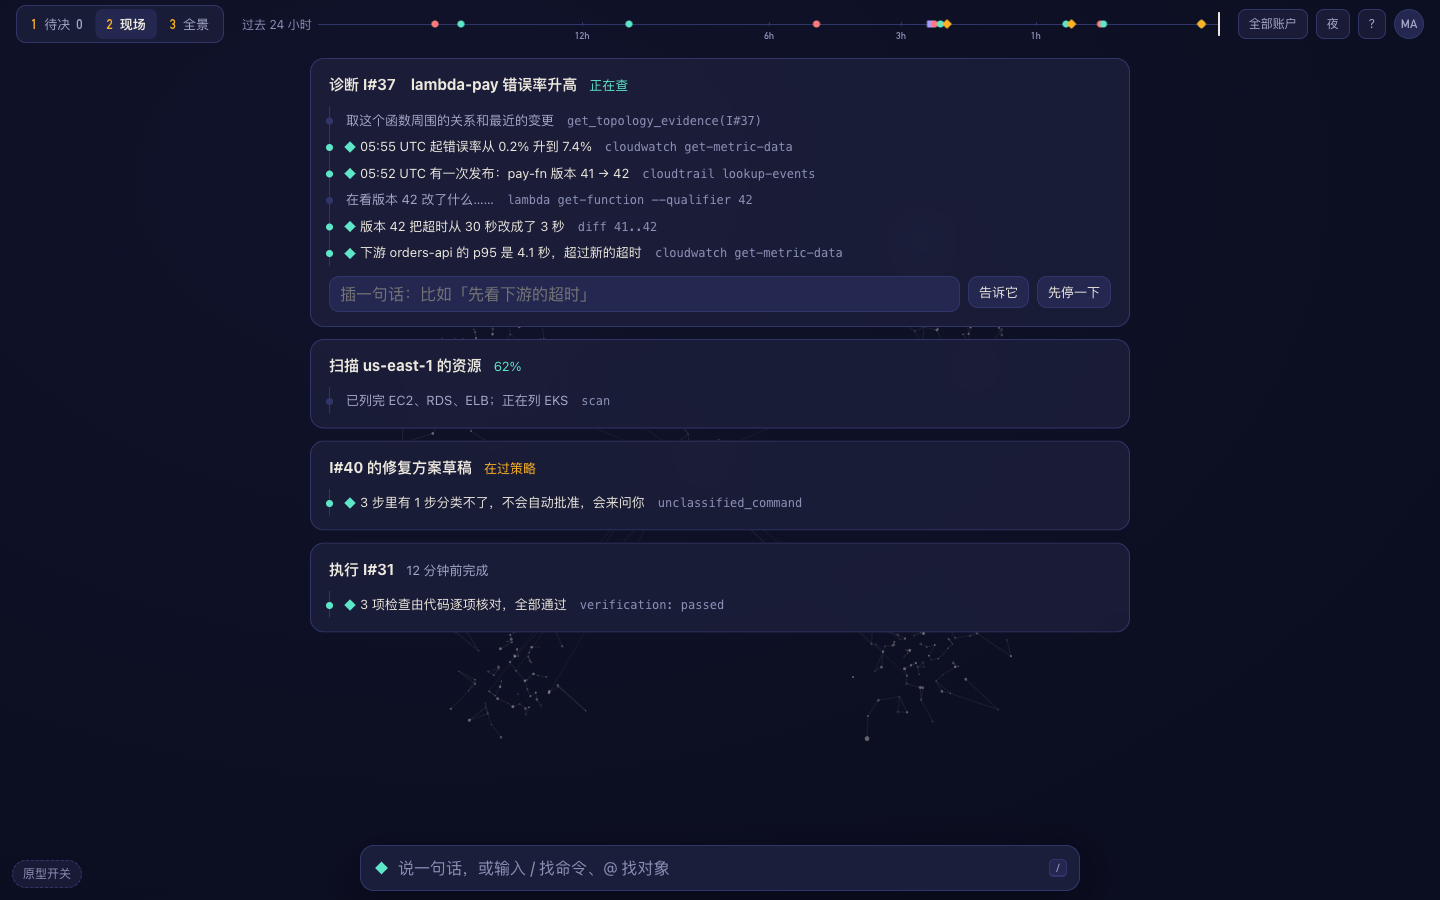 1 待决 0 2 现场 3 全景 过去 24 小时 全部账户 夜 ? MA
12h 6h 3h 1h
诊断 I#37 lambda-pay 错误率升高 正在查
取这个函数周围的关系和最近的变更 get_topology_evidence(I#37)
05:55 UTC 起错误率从 0.2% 升到 7.4% cloudwatch get-metric-data
05:52 UTC 有一次发布：pay-fn 版本 41 → 42 cloudtrail lookup-events
在看版本 42 改了什么…… lambda get-function --qualifier 42
版本 42 把超时从 30 秒改成了 3 秒 diff 41..42
下游 orders-api 的 p95 是 4.1 秒，超过新的超时 cloudwatch get-metric-data
插一句话：比如「先看下游的超时」 告诉它 先停一下
扫描 us-east-1 的资源 62%
已列完 EC2、RDS、ELB；正在列 EKS scan
I#40 的修复方案草稿 在过策略
3 步里有 1 步分类不了，不会自动批准，会来问你 unclassified_command
执行 I#31 12 分钟前完成
3 项检查由代码逐项核对，全部通过 verification: passed
说一句话，或输入 / 找命令、@ 找对象 /
原型开关